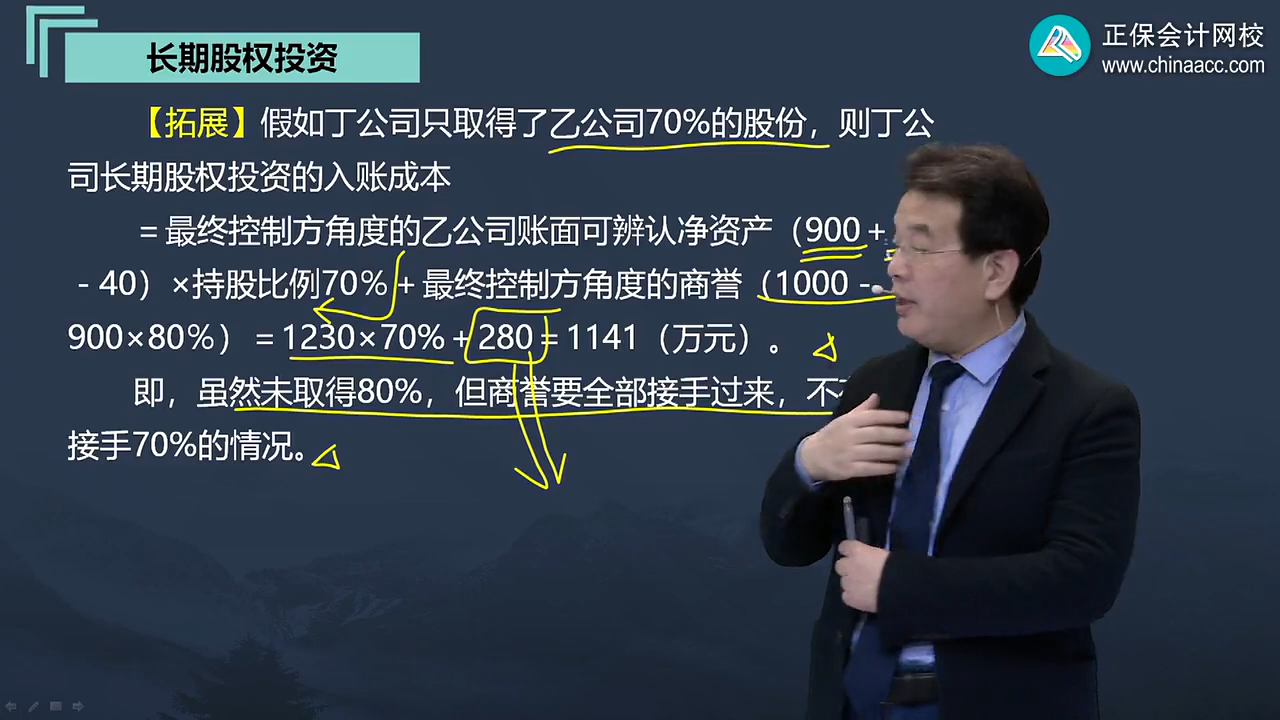 长期股权投资
正保会计网校
www.chinaacc.com
【拓展】假如丁公司只取得了乙公司70%的股份，则丁公
司长期股权投资的入账成本
＝最终控制方角度的乙公司账面可辨认净资产（900＋
－40）×持股比例70%＋最终控制方角度的商誉（1000－
900×80%）＝1230×70%＋280＝1141（万元）。
即，虽然未取得80%，但商誉要全部接手过来，不
接手70%的情况。